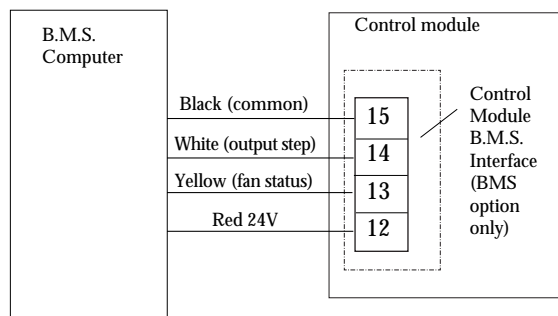 B.M.S.
Computer
Control module
Black (common)
15
White (output step)
14
Yellow (fan status)
13
Red 24V
12
Control
Module
B.M.S.
Interface
(BMS
option
only)